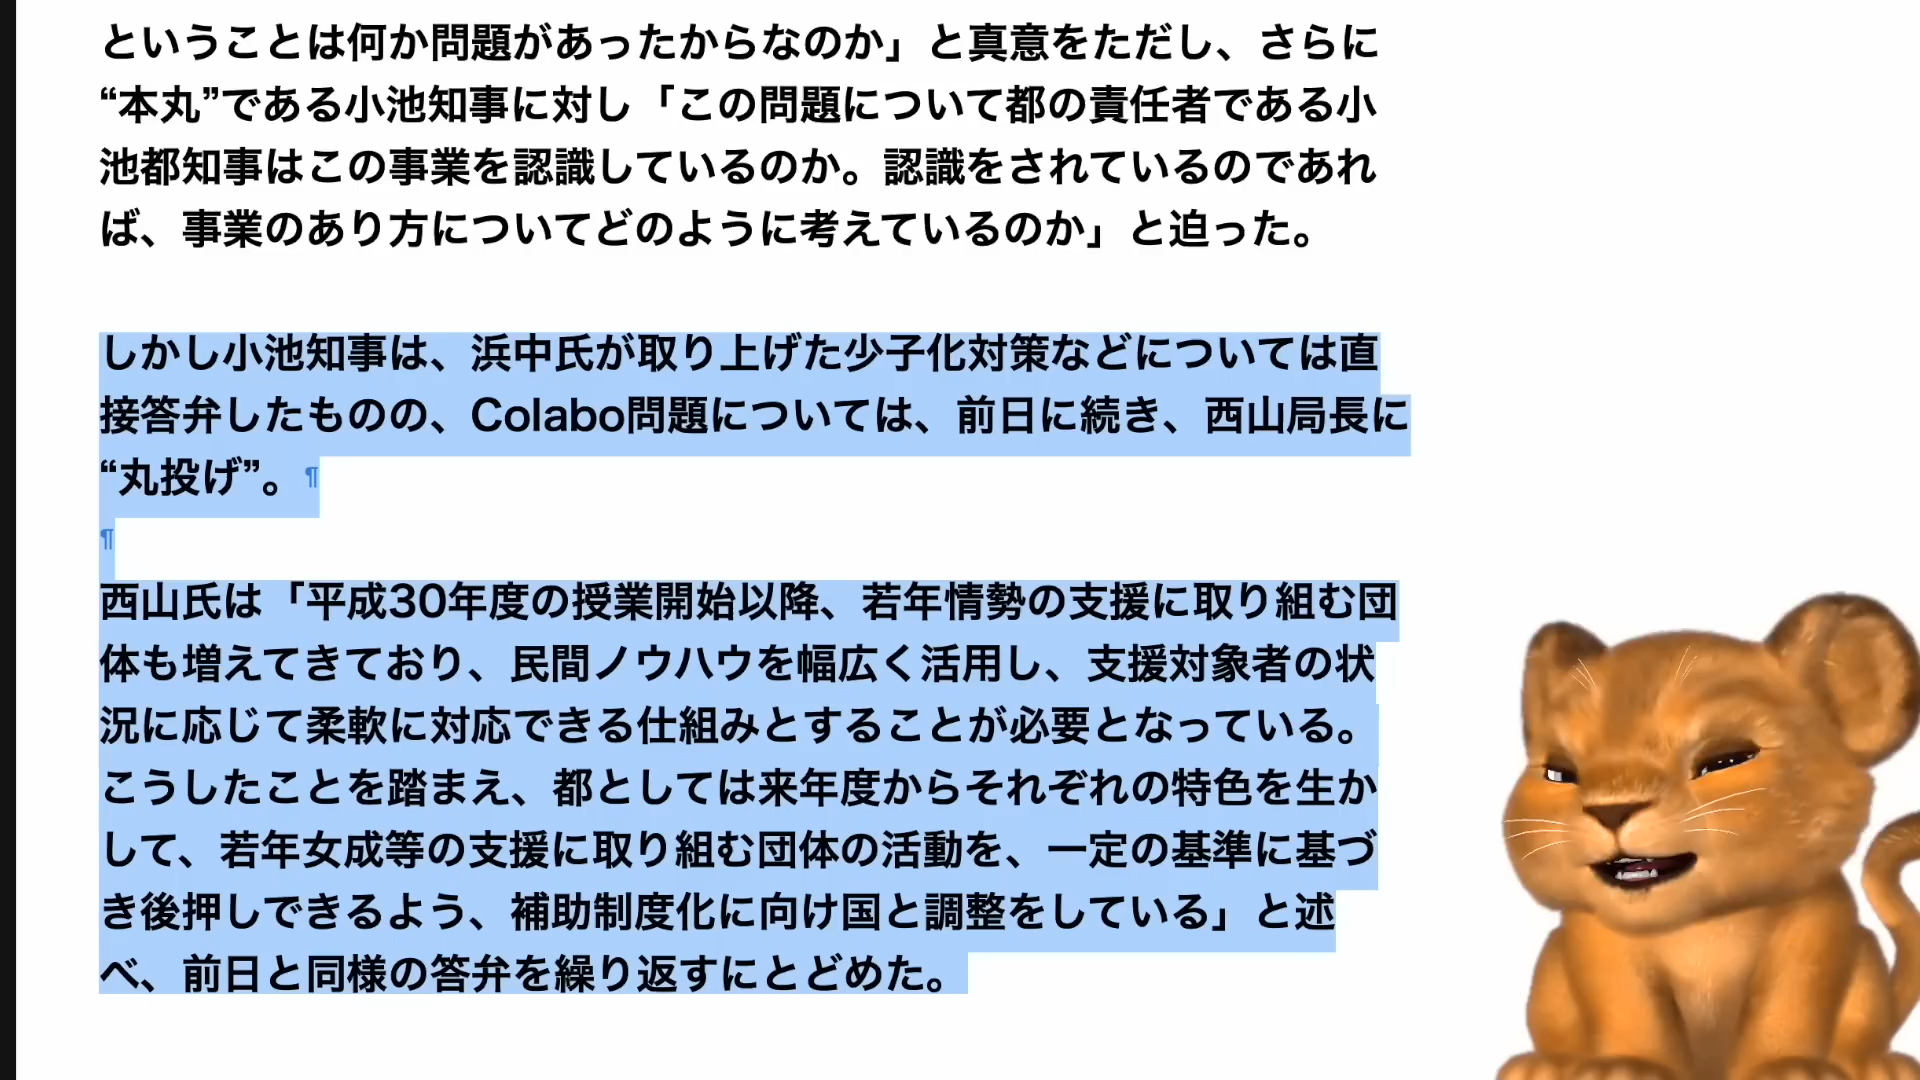 ということは何か問題があったからなのか」と真意をただし、さらに
“本丸”である小池知事に対し「この問題について都の責任者である小
池都知事はこの事業を認識しているのか。認識をされているのであれ
ば、事業のあり方についてどのように考えているのか」と迫った。
しかし小池知事は、浜中氏が取り上げた少子化対策などについては直
接答弁したものの、Colabo問題については、前日に続き、西山局長に
“丸投げ”。¶
¶
西山氏は「平成30年度の授業開始以降、若年情勢の支援に取り組む団
体も増えてきており、民間ノウハウを幅広く活用し、支援対象者の状
況に応じて柔軟に対応できる仕組みとすることが必要となっている。
こうしたことを踏まえ、都としては来年度からそれぞれの特色を生か
して、若年女成等の支援に取り組む団体の活動を、一定の基準に基づ
き後押しできるよう、補助制度化に向け国と調整をしている」と述
べ、前日と同様の答弁を繰り返すにとどめた。